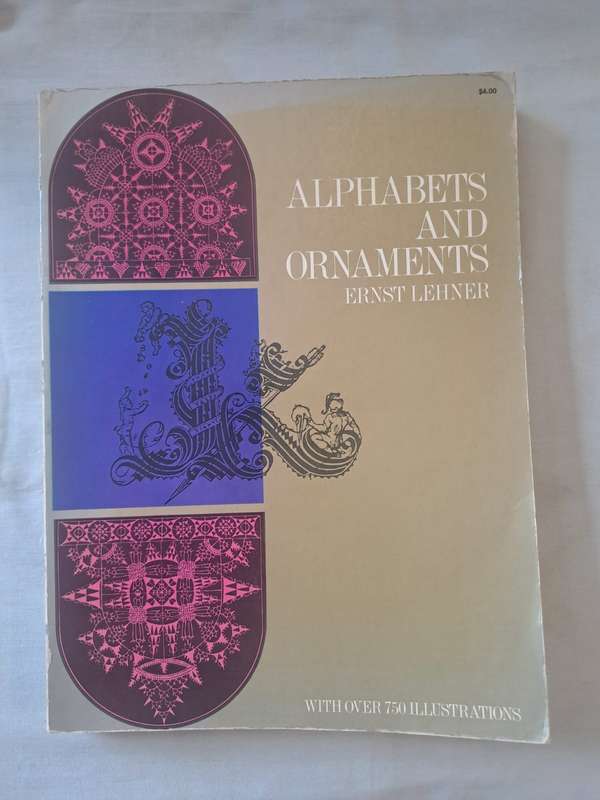 $4.00
ALPHABETS
AND
ORNAMENTS
ERNST LEHNER
WITH OVER 750 ILLUSTRATIONS